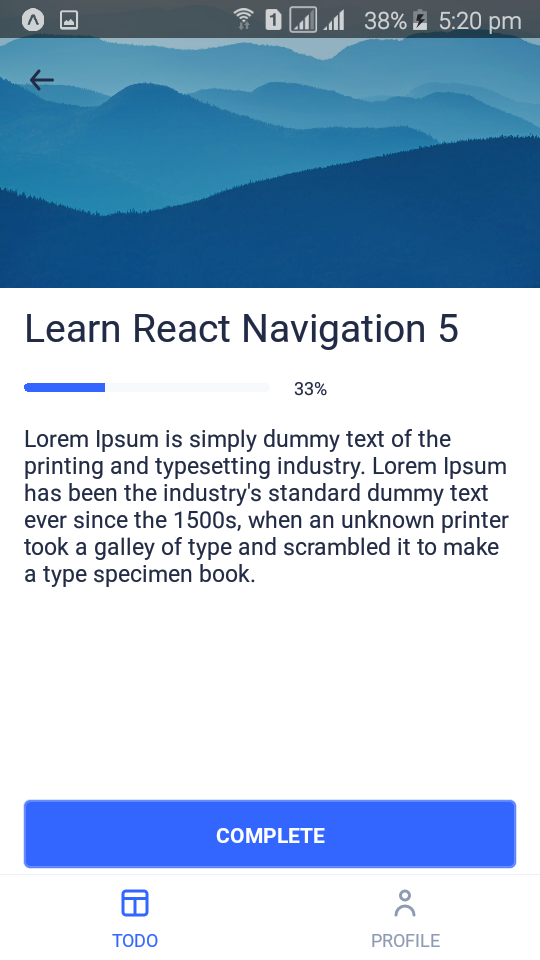 1 38% 5:20 pm
Learn React Navigation 5
33%
Lorem Ipsum is simply dummy text of the
printing and typesetting industry. Lorem Ipsum
has been the industry's standard dummy text
ever since the 1500s, when an unknown printer
took a galley of type and scrambled it to make
a type specimen book.
COMPLETE
TODO PROFILE